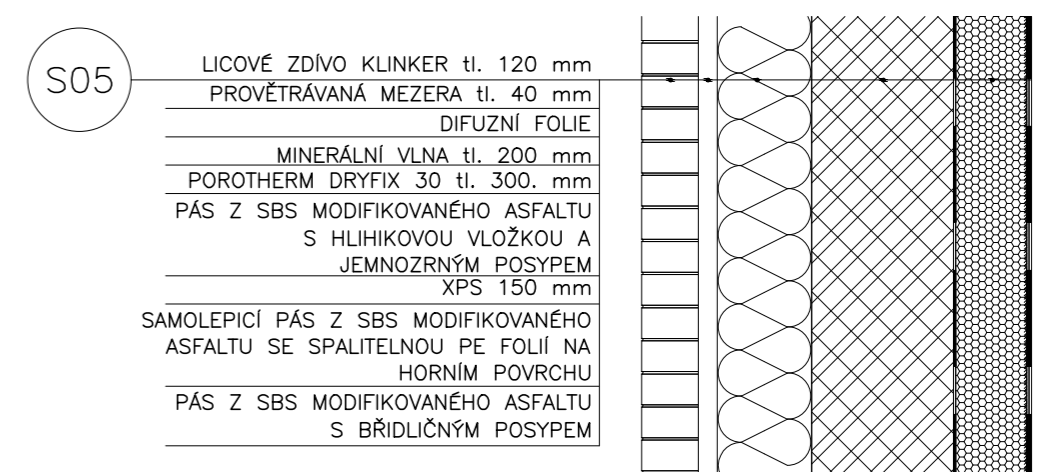 S05
LICOVÉ ZDÍVO KLINKER tl. 120 mm
PROVĚTRÁVANÁ MEZERA tl. 40 mm
DIFUZNÍ FOLIE
MINERÁLNÍ VLNA tl. 200 mm
POROTHERM DRYFIX 30 tl. 300. mm
PÁS Z SBS MODIFIKOVANÉHO ASFALTU
S HLIHIKOVOU VLOŽKOU A
JEMNOZRNÝM POSYPEM
XPS 150 mm
SAMOLEPICÍ PÁS Z SBS MODIFIKOVANÉHO
ASFALTU SE SPALITELNOU PE FOLIÍ NA
HORNÍM POVRCHU
PÁS Z SBS MODIFIKOVANÉHO ASFALTU
S BŘIDLIČNÝM POSYPEM